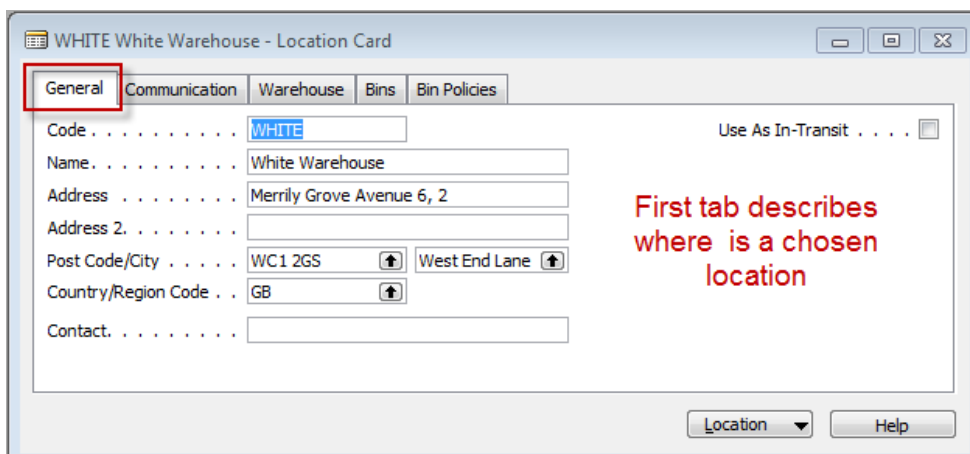 WHITE White Warehouse - Location Card
General Communication Warehouse Bins Bin Policies
Code . . . . . . . . . . WHITE Use As In-Transit . . . .
Name. . . . . . . . . . White Warehouse
Address . . . . . . . . Merrily Grove Avenue 6, 2
Address 2. . . . . . . .
Post Code/City . . . . . WC1 2GS West End Lane
Country/Region Code . . GB
Contact. . . . . . . . .
First tab describes
where is a chosen
location
Location Help